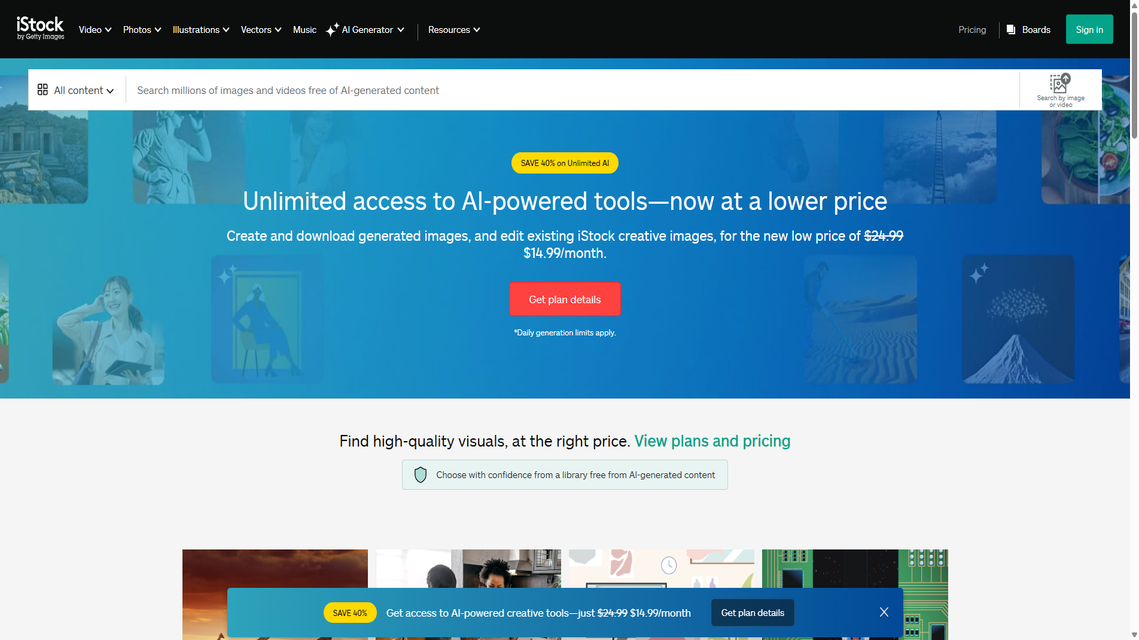 iStock
by Getty Images
Video
Photos
Illustrations
Vectors
Music
AI Generator
Resources
Pricing
Boards
Sign in
All content
Search millions of images and videos free of AI-generated content
Search by image
or video
SAVE 40% on Unlimited AI
Unlimited access to AI-powered tools—now at a lower price
Create and download generated images, and edit existing iStock creative images, for the new low price of $24.99
$14.99/month.
Get plan details
*Daily generation limits apply.
Find high-quality visuals, at the right price. View plans and pricing
Choose with confidence from a library free from AI-generated content
SAVE 40%
Get access to AI-powered creative tools—just $24.99 $14.99/month
Get plan details